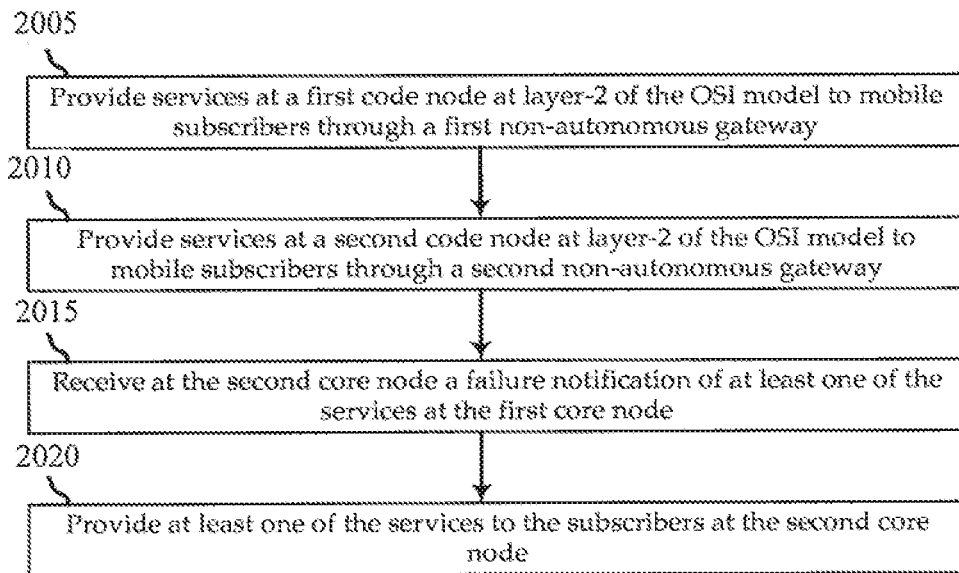 2005
Provide services at a first code node at layer-2 of the OSI model to mobile
subscribers through a first non-autonomous gateway
2010
Provide services at a second code node at layer-2 of the OSI model to
mobile subscribers through a second non-autonomous gateway
2015
Receive at the second core node a failure notification of at least one of the
services at the first core node
2020
Provide at least one of the services to the subscribers at the second core
node